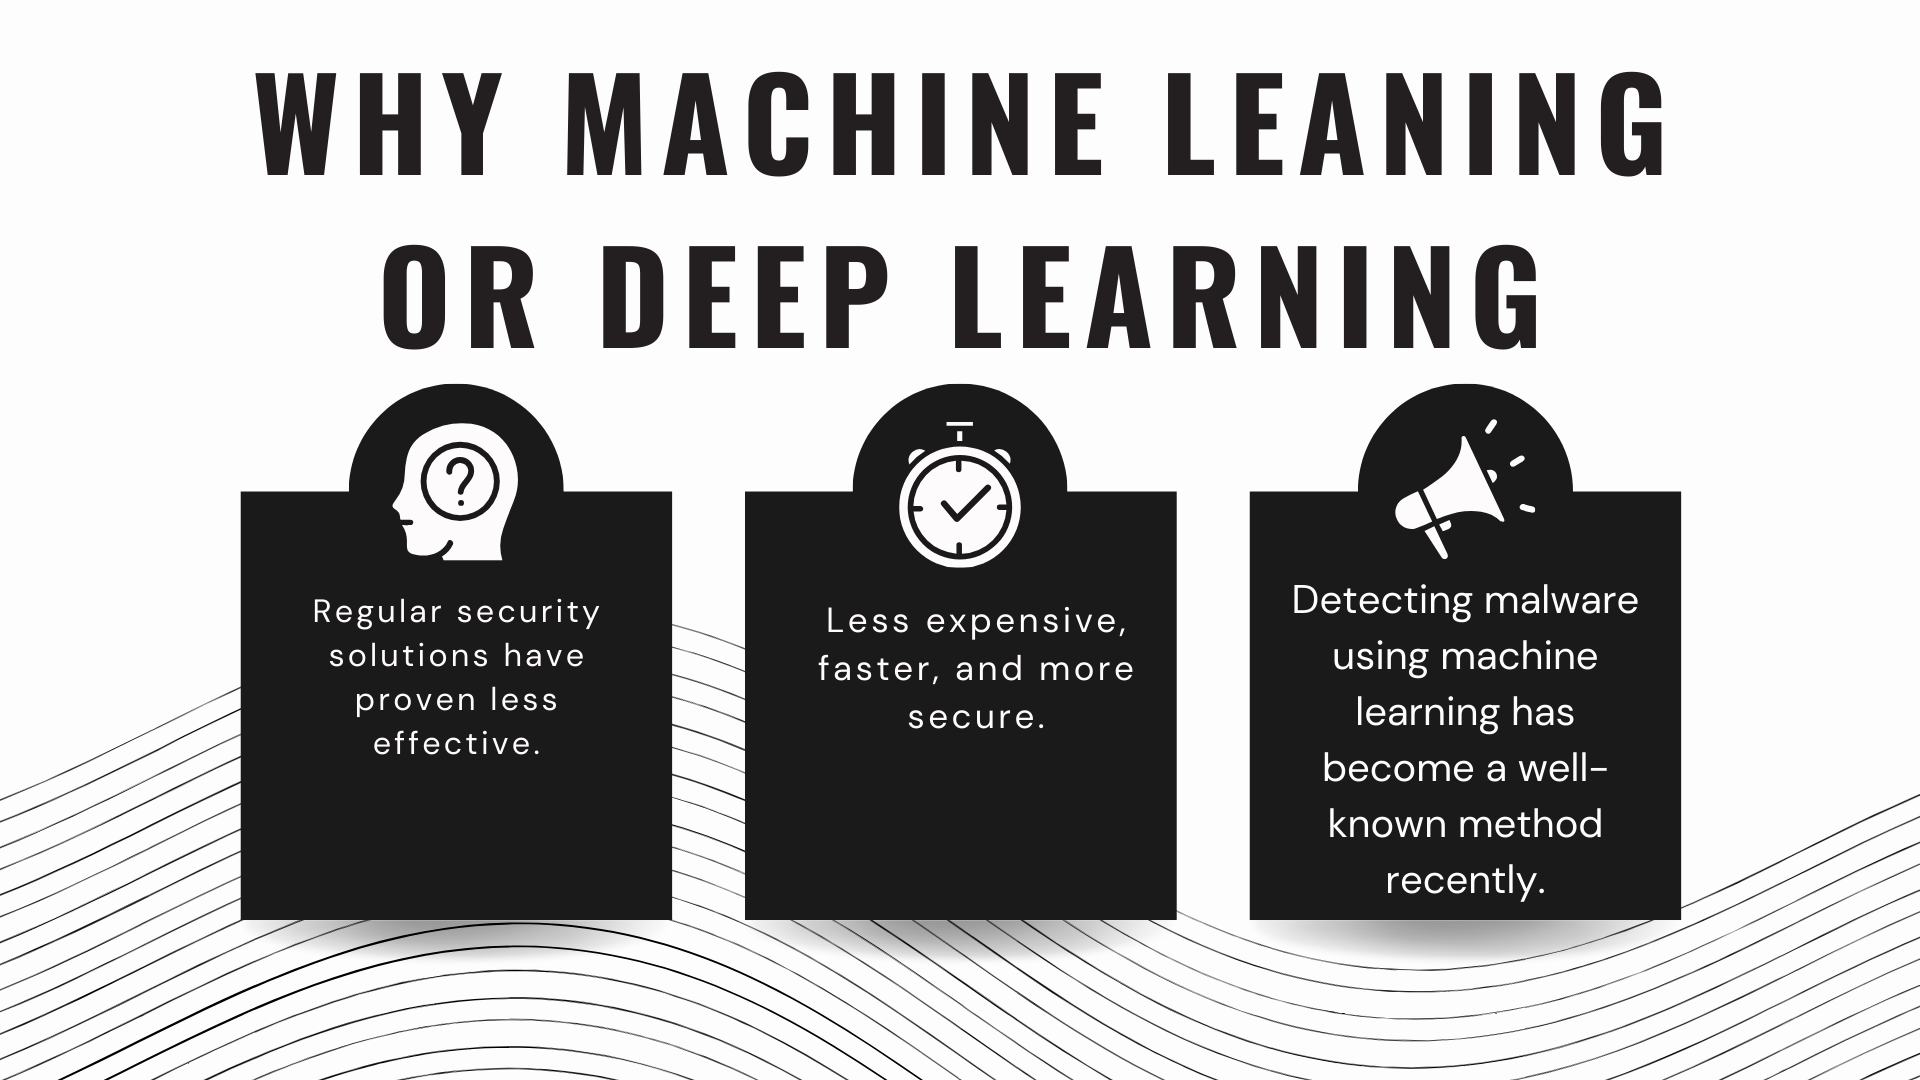 WHY MACHINE LEANING
OR DEEP LEARNING
Regular security
solutions have
proven less
effective.
Less expensive,
faster, and more
secure.
Detecting malware
using machine
learning has
become a well-
known method
recently.